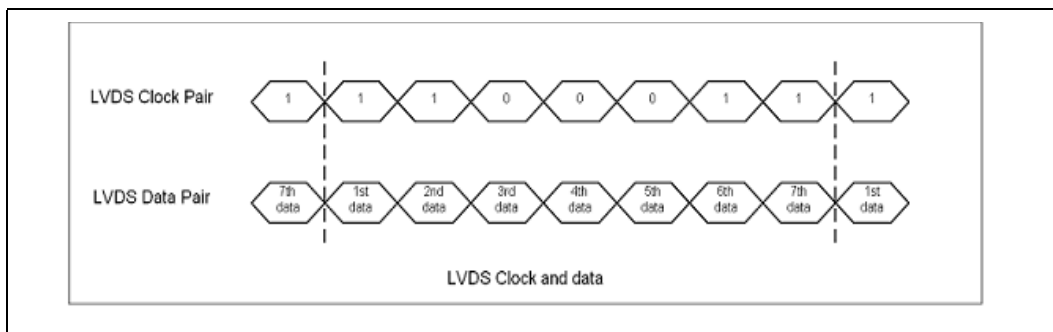 LVDS Clock Pair 1 1 1 0 0 0 1 1 1
LVDS Data Pair 7th data 1st data 2nd data 3rd data 4th data 5th data 6th data 7th data 1st data
LVDS Clock and data